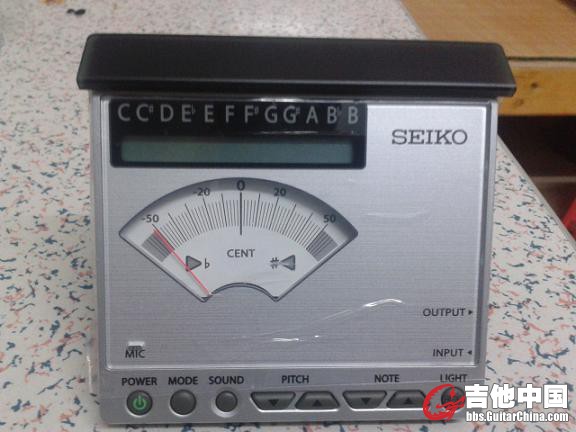 C C# D E♭ E F F# G G# A B♭ B
SEIKO
-50 -20 0 20 50
CENT
♭ #
OUTPUT
INPUT
MIC
POWER MODE SOUND PITCH NOTE LIGHT
吉他中国
bbs.GuitarChina.com